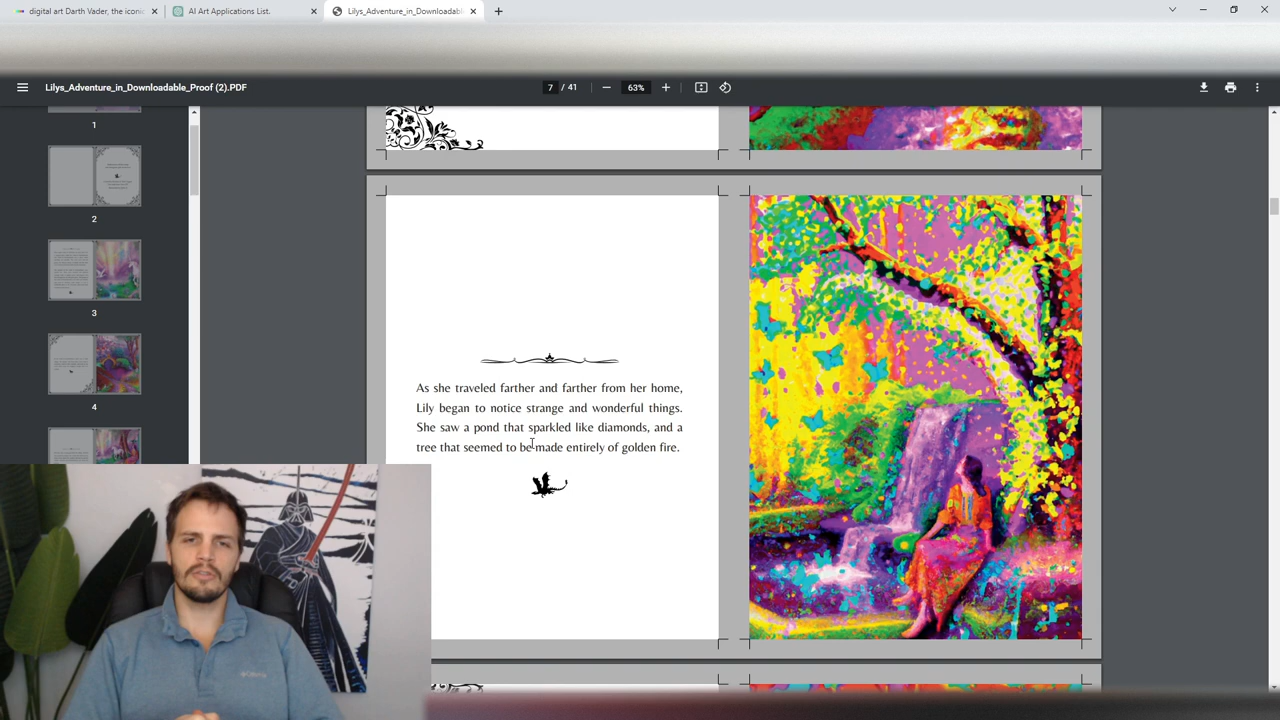 digital art Darth Vader, the iconic
AI Art Applications List.
Lilys_Adventure_in_Downloadable
Lilys_Adventure_in_Downloadable_Proof (2).PDF
7 / 41
63%
1
2
3
4
As she traveled farther and farther from her home,
Lily began to notice strange and wonderful things.
She saw a pond that sparkled like diamonds, and a
tree that seemed to be made entirely of golden fire.